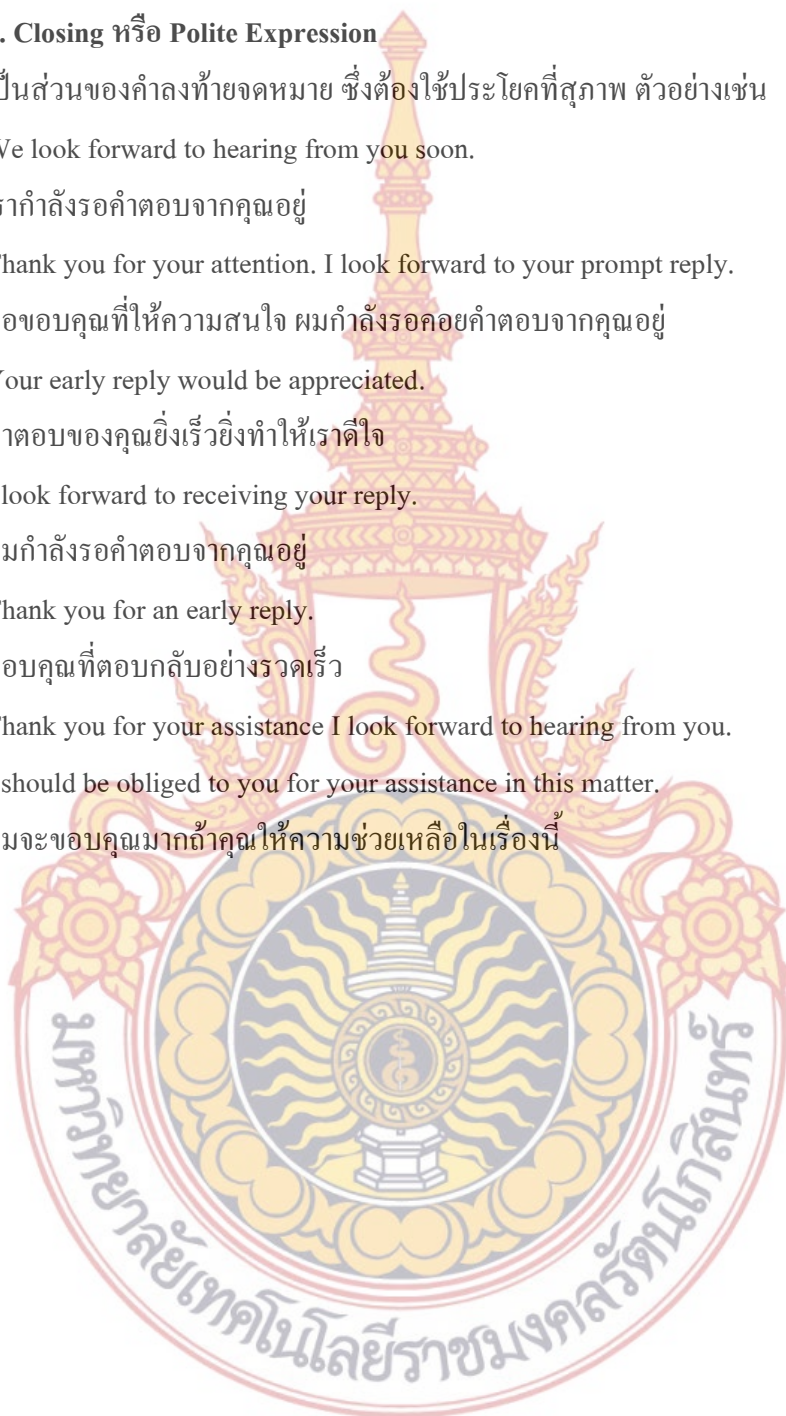 . Closing หรือ Polite Expression
ป็นส่วนของคำลงท้ายจดหมาย ซึ่งต้องใช้ประโยคที่สุภาพ ตัวอย่างเช่น
We look forward to hearing from you soon.
รากำลังรอคำตอบจากคุณอยู่
hank you for your attention. I look forward to your prompt reply.
อขอบคุณที่ให้ความสนใจ ผมกำลังรอคอยคำตอบจากคุณอยู่
Your early reply would be appreciated.
ำตอบของคุณยิ่งเร็วยิ่งทำให้เราดีใจ
look forward to receiving your reply.
มกำลังรอคำตอบจากคุณอยู่
hank you for an early reply.
อบคุณที่ตอบกลับอย่างรวดเร็ว
hank you for your assistance I look forward to hearing from you.
should be obliged to you for your assistance in this matter.
มจะขอบคุณมากถ้าคุณให้ความช่วยเหลือในเรื่องนี้
มหาวิทยาลัยเทคโนโลยีราชมงคลรัตนโกสินทร์